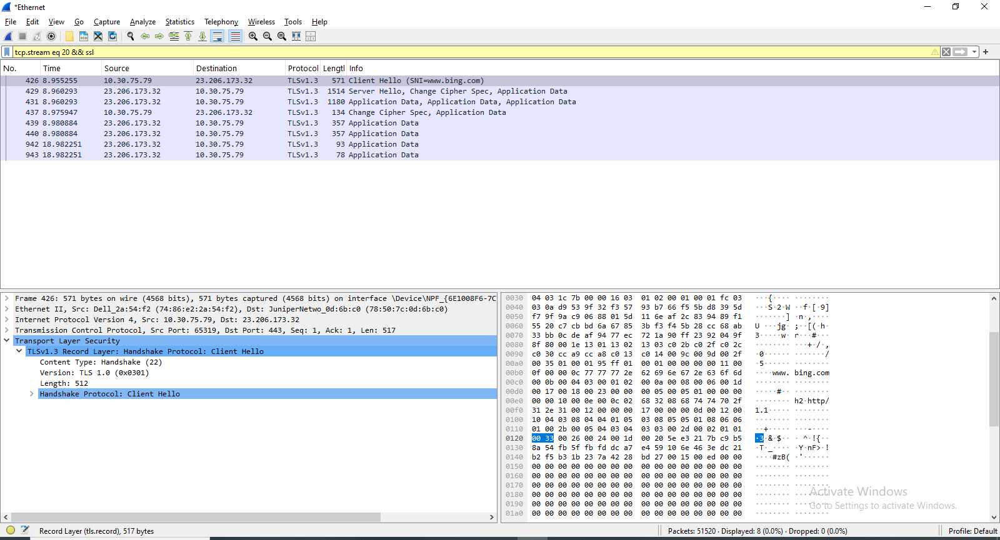 *Ethernet
File Edit View Go Capture Analyze Statistics Telephony Wireless Tools Help
tcp.stream eq 20 && ssl
No. Time Source Destination Protocol Lengtl Info
426 8.955255 10.30.75.79 23.206.173.32 TLSv1.3 571 Client Hello (SNI=www.bing.com)
429 8.960293 23.206.173.32 10.30.75.79 TLSv1.3 1514 Server Hello, Change Cipher Spec, Application Data
431 8.960293 23.206.173.32 10.30.75.79 TLSv1.3 1180 Application Data, Application Data, Application Data
437 8.975947 10.30.75.79 23.206.173.32 TLSv1.3 134 Change Cipher Spec, Application Data
439 8.980884 23.206.173.32 10.30.75.79 TLSv1.3 357 Application Data
440 8.980884 23.206.173.32 10.30.75.79 TLSv1.3 357 Application Data
942 18.982251 23.206.173.32 10.30.75.79 TLSv1.3 93 Application Data
943 18.982251 23.206.173.32 10.30.75.79 TLSv1.3 78 Application Data
Frame 426: 571 bytes on wire (4568 bits), 571 bytes captured (4568 bits) on interface \Device\NPF_{6E1008F6-7C
Ethernet II, Src: Dell_2a:54:f2 (74:86:e2:2a:54:f2), Dst: JuniperNetwo_0d:6b:c0 (78:50:7c:0d:6b:c0)
Internet Protocol Version 4, Src: 10.30.75.79, Dst: 23.206.173.32
Transmission Control Protocol, Src Port: 65319, Dst Port: 443, Seq: 1, Ack: 1, Len: 517
Transport Layer Security
TLSv1.3 Record Layer: Handshake Protocol: Client Hello
Content Type: Handshake (22)
Version: TLS 1.0 (0x0301)
Length: 512
Handshake Protocol: Client Hello
0030 04 03 1c 7b 00 00 16 03 01 02 00 01 00 01 fc 03 ···{···· ········
0040 03 0a d9 53 9f 32 f3 57 93 b7 66 f5 5b d8 39 5d ···S·2·W ··f·[·9]
0050 f7 9f 9a c9 06 88 01 5d 11 6e af 2c 83 94 89 f1 ·······] ·n·,····
0060 55 20 c7 cb bd 6a 67 85 3b f3 f4 5b 28 cc 68 ab U ···jg· ;··[(·h·
0070 33 bb 0c de af 94 77 ec 72 1a 90 ff 23 92 04 9f 3·····w· r···#···
0080 8f 80 00 1e 13 01 13 02 13 03 c0 2b c0 2f c0 2c ········ ···+·/·,
0090 c0 30 cc a9 cc a8 c0 13 c0 14 00 9c 00 9d 00 2f ·0······ ·······/
00a0 00 35 01 00 01 95 ff 01 00 01 00 00 00 00 11 00 ·5······ ········
00b0 0f 00 00 0c 77 77 77 2e 62 69 6e 67 2e 63 6f 6d ····www. bing.com
00c0 00 0b 00 04 03 00 01 02 00 0a 00 08 00 06 00 1d ········ ········
00d0 00 17 00 18 00 23 00 00 00 05 00 05 01 00 00 00 ·····#·· ········
00e0 00 00 10 00 0e 00 0c 02 68 32 08 68 74 74 70 2f ········ h2·http/
00f0 31 2e 31 00 12 00 00 00 17 00 00 00 0d 00 12 00 1.1····· ········
0100 10 04 03 08 04 04 01 05 03 08 05 05 01 08 06 06 ········ ········
0110 01 00 2b 00 05 04 03 04 03 03 00 2d 00 02 01 01 ··+····· ···-····
0120 00 33 00 26 00 24 00 1d 00 20 5e e3 21 7b c9 b5 ·3·&·$·· · ^·!{··
0130 8a 54 fb 5f fb fd dc a7 e4 59 10 6e 46 3e dc 21 ·T·_···· ·Y·nF>·!
0140 b2 f5 b3 1b 23 7a 42 28 bd 27 00 15 00 ed 00 00 ····#zB( ·'······
0150 00 00 00 00 00 00 00 00 00 00 00 00 00 00 00 00 ········ ········
0160 00 00 00 00 00 00 00 00 00 00 00 00 00 00 00 00 ········ ········
0170 00 00 00 00 00 00 00 00 00 00 00 00 00 00 00 00 ········ ········
0180 00 00 00 00 00 00 00 00 00 00 00 00 00 00 00 00 ········ ········
0190 00 00 00 00 00 00 00 00 00 00 00 00 00 00 00 00 ········ ········
01a0 00 00 00 00 00 00 00 00 00 00 00 00 00 00 00 00 ········ ········
Activate Windows
Go to Settings to activate Windows.
Record Layer (tls.record), 517 bytes
Packets: 51520 · Displayed: 8 (0.0%) · Dropped: 0 (0.0%)
Profile: Default